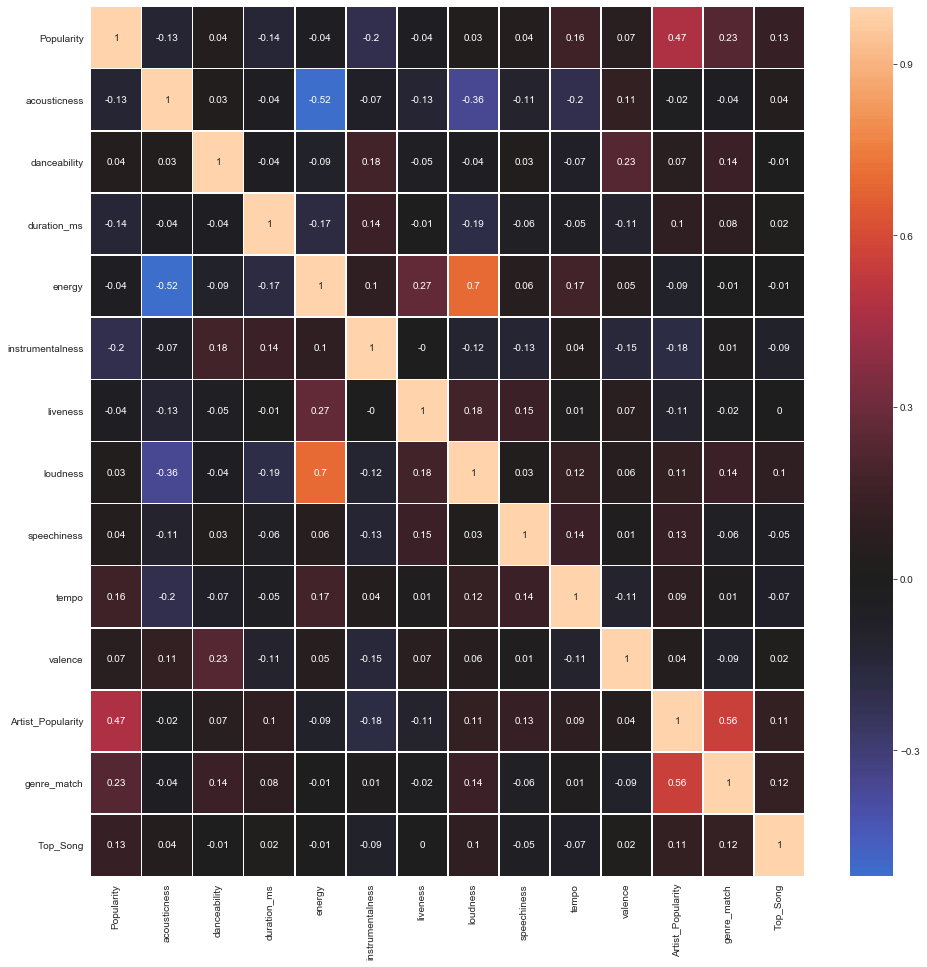 Popularity 1 -0.13 0.04 -0.14 -0.04 -0.2 -0.04 0.03 0.04 0.16 0.07 0.47 0.23 0.13
acousticness -0.13 1 0.03 -0.04 -0.52 -0.07 -0.13 -0.36 -0.11 -0.2 0.11 -0.02 -0.04 0.04
danceability 0.04 0.03 1 -0.04 -0.09 0.18 -0.05 -0.04 0.03 -0.07 0.23 0.07 0.14 -0.01
duration_ms -0.14 -0.04 -0.04 1 -0.17 0.14 -0.01 -0.19 -0.06 -0.05 -0.11 0.1 0.08 0.02
energy -0.04 -0.52 -0.09 -0.17 1 0.1 0.27 0.7 0.06 0.17 0.05 -0.09 -0.01 -0.01
instrumentalness -0.2 -0.07 0.18 0.14 0.1 1 -0 -0.12 -0.13 0.04 -0.15 -0.18 0.01 -0.09
liveness -0.04 -0.13 -0.05 -0.01 0.27 -0 1 0.18 0.15 0.01 0.07 -0.11 -0.02 0
loudness 0.03 -0.36 -0.04 -0.19 0.7 -0.12 0.18 1 0.03 0.12 0.06 0.11 0.14 0.1
speechiness 0.04 -0.11 0.03 -0.06 0.06 -0.13 0.15 0.03 1 0.14 0.01 0.13 -0.06 -0.05
tempo 0.16 -0.2 -0.07 -0.05 0.17 0.04 0.01 0.12 0.14 1 -0.11 0.09 0.01 -0.07
valence 0.07 0.11 0.23 -0.11 0.05 -0.15 0.07 0.06 0.01 -0.11 1 0.04 -0.09 0.02
Artist_Popularity 0.47 -0.02 0.07 0.1 -0.09 -0.18 -0.11 0.11 0.13 0.09 0.04 1 0.56 0.11
genre_match 0.23 -0.04 0.14 0.08 -0.01 0.01 -0.02 0.14 -0.06 0.01 -0.09 0.56 1 0.12
Top_Song 0.13 0.04 -0.01 0.02 -0.01 -0.09 0 0.1 -0.05 -0.07 0.02 0.11 0.12 1
Popularity
acousticness
danceability
duration_ms
energy
instrumentalness
liveness
loudness
speechiness
tempo
valence
Artist_Popularity
genre_match
Top_Song
0.9
0.6
0.3
0.0
−0.3